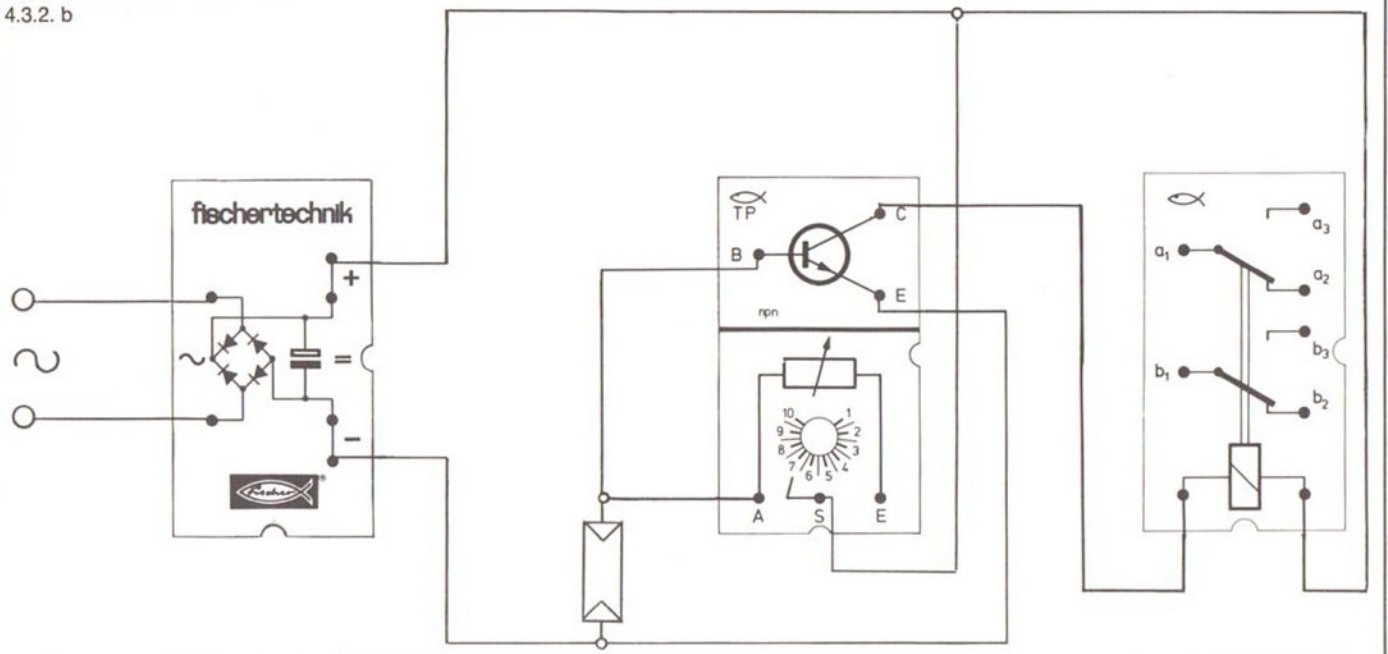 4.3.2. b
fischertechnik
+
~
=
-
fischer®
TP
C
B
E
npn
10 1
9 2
8 3
7 6 5 4
A S E
a₃
a₁
a₂
b₃
b₁
b₂